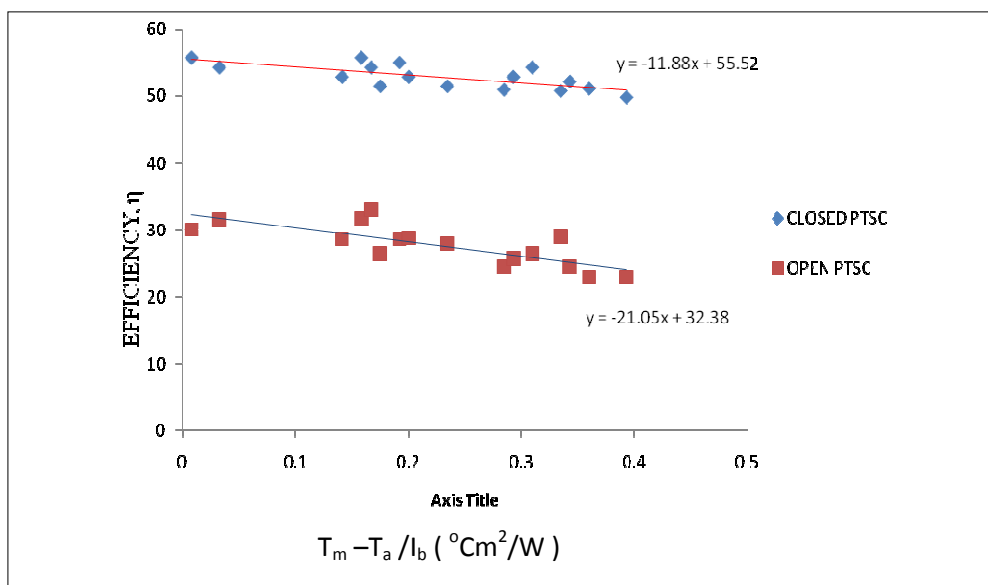 60
50
40
30
20
10
0
EFFICIENCY, η
y = -11.88x + 55.52
y = -21.05x + 32.38
CLOSED PTSC
OPEN PTSC
0 0.1 0.2 0.3 0.4 0.5
Axis Title
Tm –Ta /Ib ( oCm2/W )